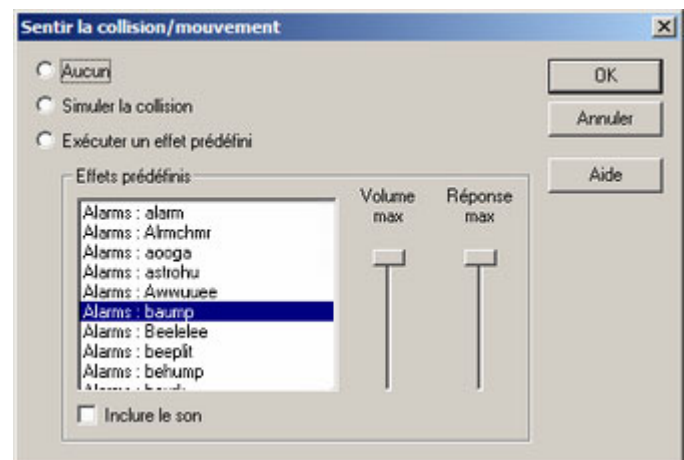 Sentir la collision/mouvement
Aucun
Simuler la collision
Exécuter un effet prédéfini
OK
Annuler
Aide
Effets prédéfinis
Volume max
Réponse max
Alarms : alarm
Alarms : Alrmchmr
Alarms : aooga
Alarms : astrohu
Alarms : Awwuuee
Alarms : baump
Alarms : Beelelee
Alarms : beeplit
Alarms : behump
Inclure le son